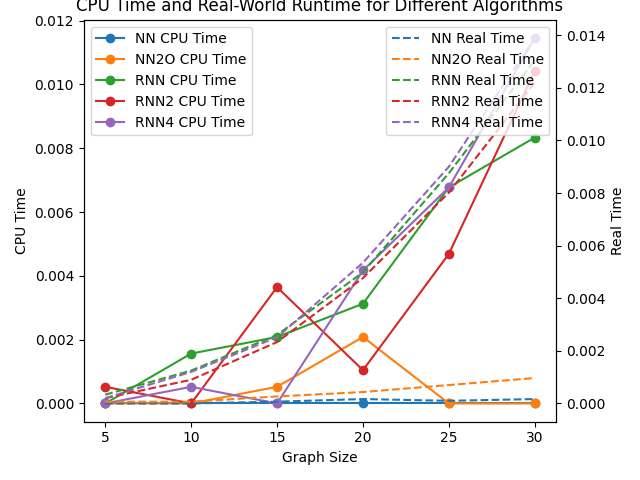 CPU Time and Real-World Runtime for Different Algorithms
NN CPU Time
NN2O CPU Time
RNN CPU Time
RNN2 CPU Time
RNN4 CPU Time
NN Real Time
NN2O Real Time
RNN Real Time
RNN2 Real Time
RNN4 Real Time
CPU Time
0.012
0.010
0.008
0.006
0.004
0.002
0.000
Real Time
0.014
0.012
0.010
0.008
0.006
0.004
0.002
0.000
5 10 15 20 25 30
Graph Size